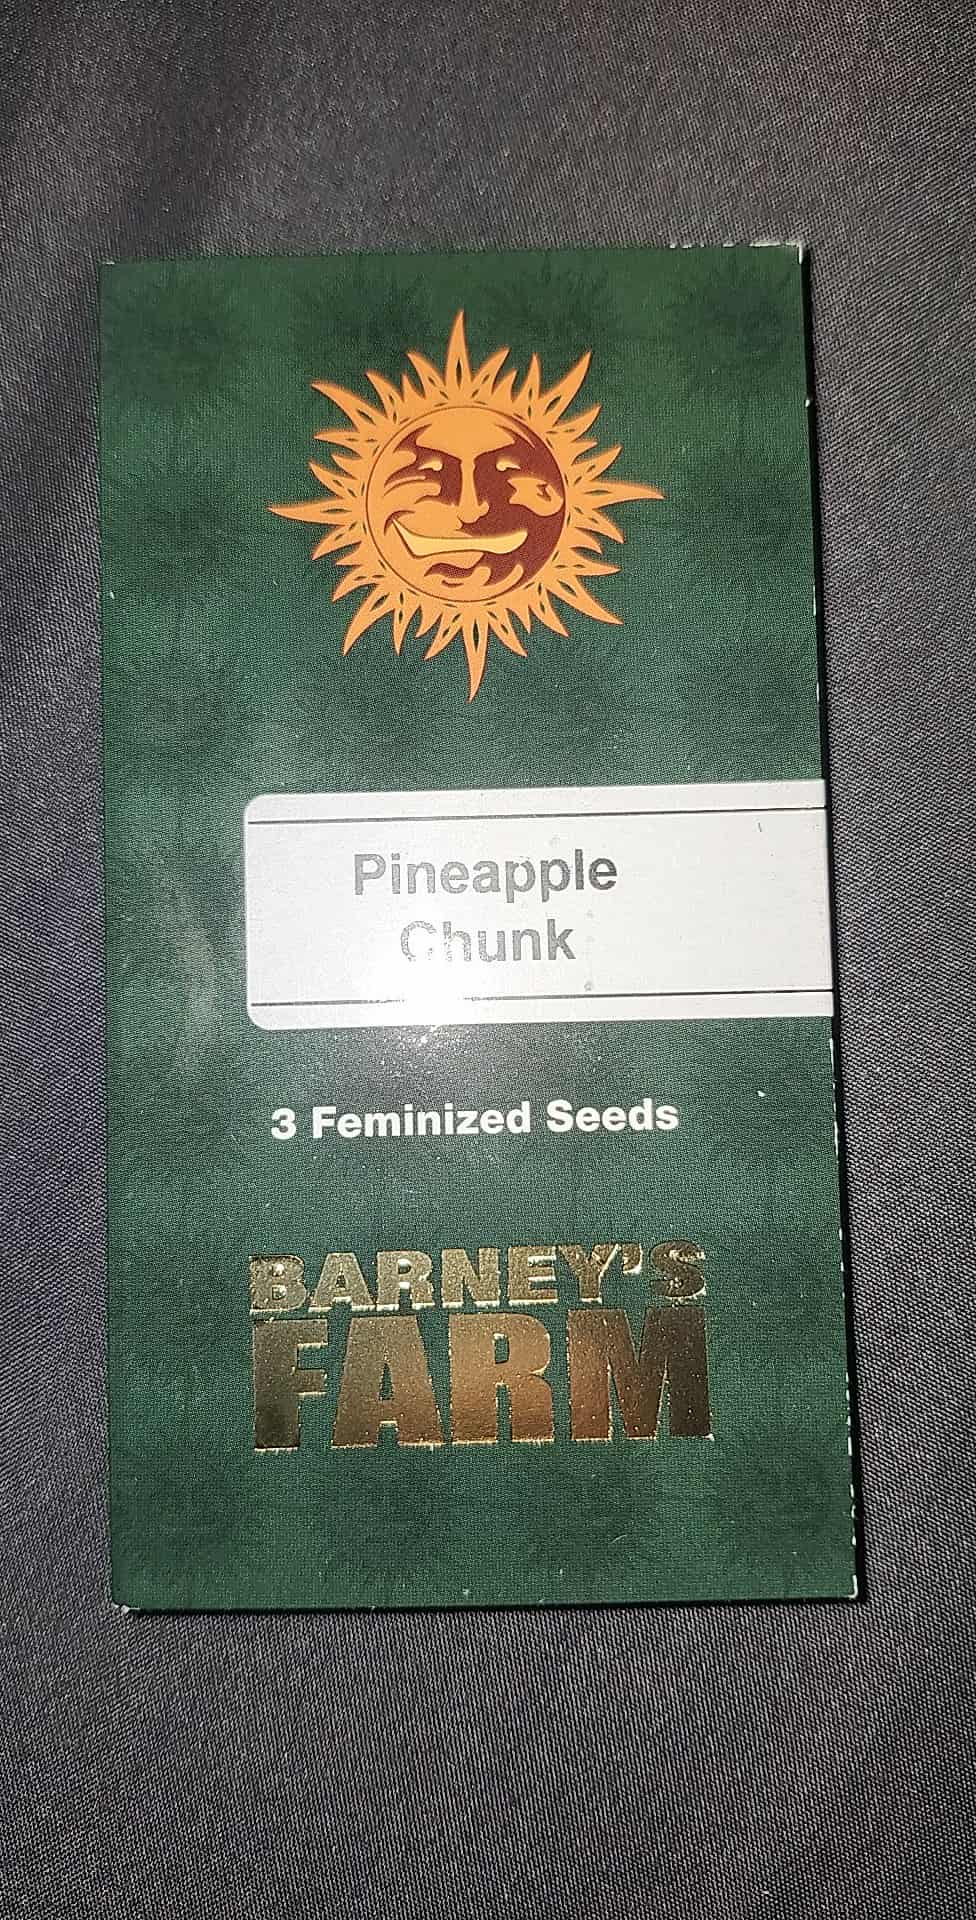 Pineapple
Chunk
3 Feminized Seeds
BARNEY'S
FARM